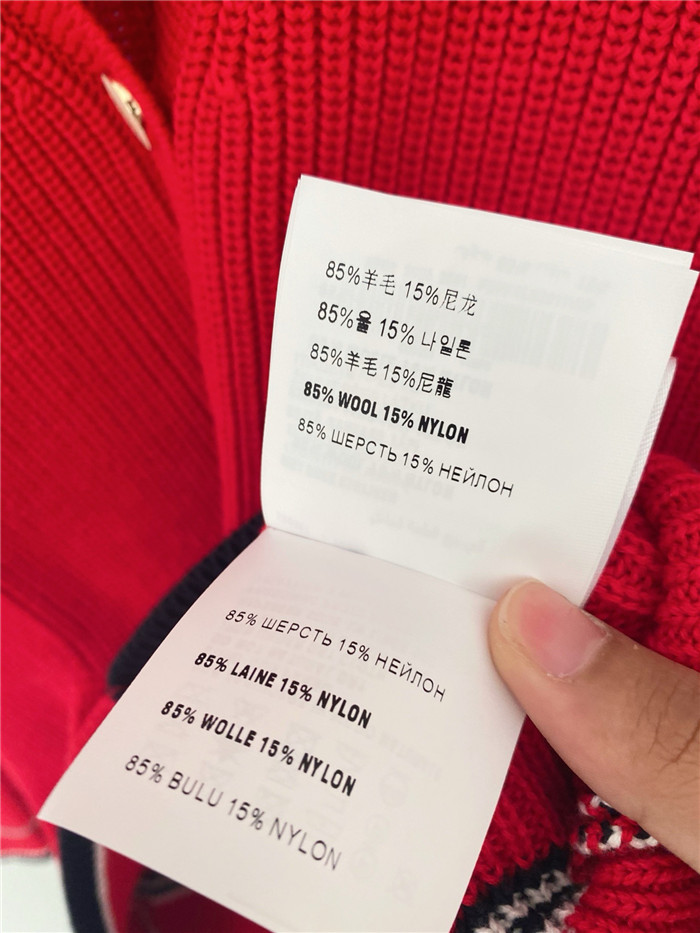 85%羊毛 15%尼龙
85%울 15% 나일론
85%羊毛 15%尼龍
85% WOOL 15% NYLON
85% ШЕРСТЬ 15% НЕЙЛОН
85% ШЕРСТЬ 15% НЕЙЛОН
85% LAINE 15% NYLON
85% WOLLE 15% NYLON
85% BULU 15% NYLON